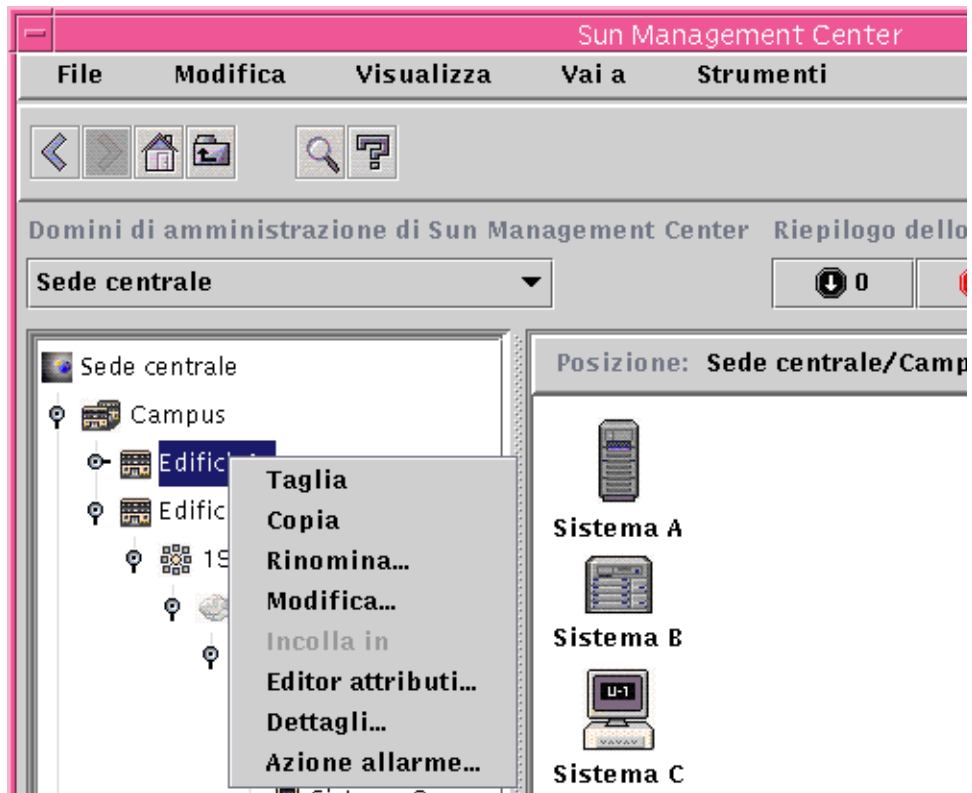 Sun Management Center
File Modifica Visualizza Vai a Strumenti
Domini di amministrazione di Sun Management Center Riepilogo dello
Sede centrale
0
Sede centrale
Campus
Posizione: Sede centrale/Camp
Taglia
Copia
Rinomina...
Modifica...
Incolla in
Editor attributi...
Dettagli...
Azione allarme...
Sistema A
Sistema B
U-1
Sistema C